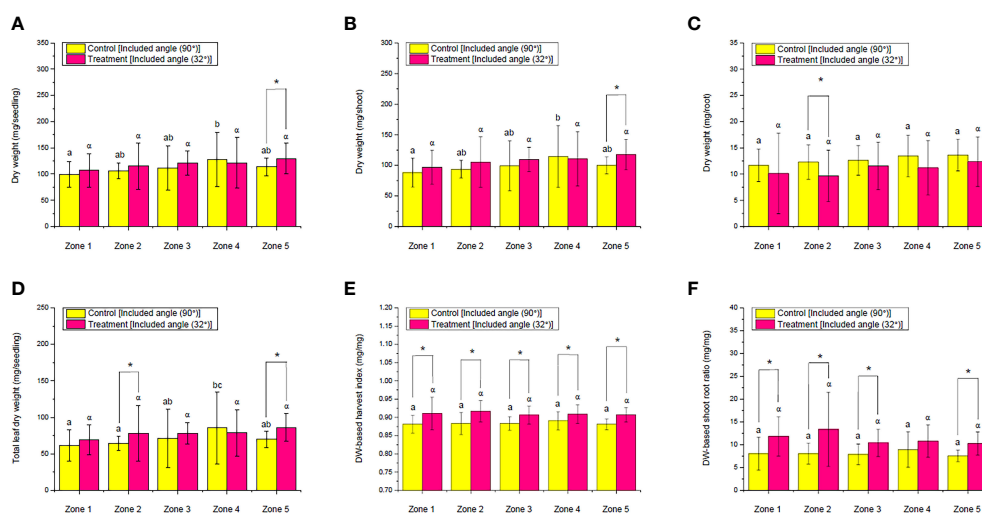 A
Control [Included angle (90°)]
Treatment [Included angle (32°)]
Dry weight (mg/seedling)
350
300
250
200
150
100
50
0
a α ab α ab α b α ab α
*
Zone 1 Zone 2 Zone 3 Zone 4 Zone 5
B
Control [Included angle (90°)]
Treatment [Included angle (32°)]
Dry weight (mg/shoot)
300
250
200
150
100
50
0
a α ab α ab α b α ab α
*
Zone 1 Zone 2 Zone 3 Zone 4 Zone 5
C
Control [Included angle (90°)]
Treatment [Included angle (32°)]
Dry weight (mg/root)
35
30
25
20
15
10
5
0
a α a α a α a α a α
*
Zone 1 Zone 2 Zone 3 Zone 4 Zone 5
D
Control [Included angle (90°)]
Treatment [Included angle (32°)]
Total leaf dry weight (mg/seedling)
250
200
150
100
50
0
a α a α ab α bc α ab α
* *
Zone 1 Zone 2 Zone 3 Zone 4 Zone 5
E
Control [Included angle (90°)]
Treatment [Included angle (32°)]
DW-based harvest index (mg/mg)
1.20
1.10
1.05
1.00
0.95
0.90
0.85
0.80
0.70
a α a α a α a α a α
* * * * *
Zone 1 Zone 2 Zone 3 Zone 4 Zone 5
F
Control [Included angle (90°)]
Treatment [Included angle (32°)]
DW-based shoot root ratio (mg/mg)
40
35
30
25
20
15
10
5
0
a α a α a α a α a α
* * * *
Zone 1 Zone 2 Zone 3 Zone 4 Zone 5